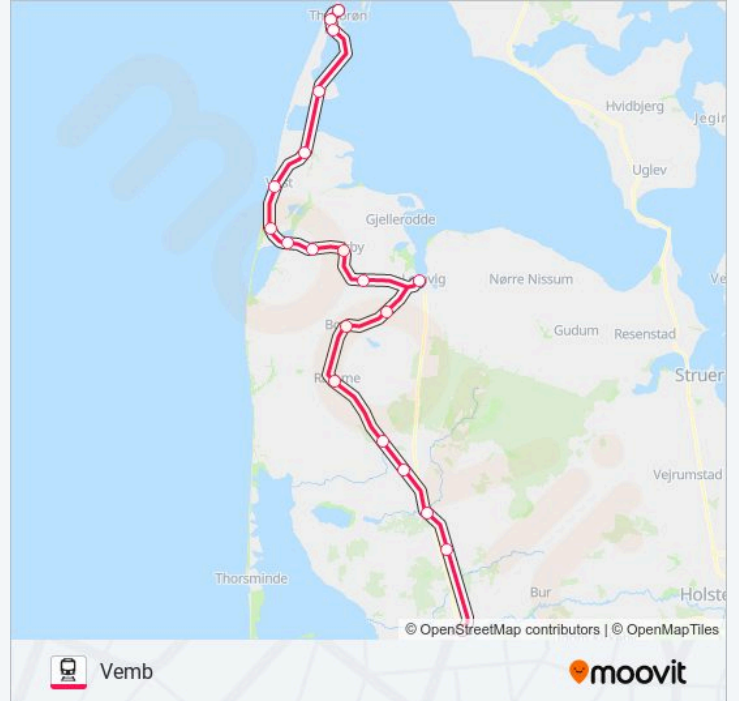 Hvidbjerg
Uglev
Gjellerodde
Nørre Nissum
Gudum
Resenstad
Struer
Vejrumstad
Thorsminde
Bur
© OpenStreetMap contributors | © OpenMapTiles
Vemb
moovit